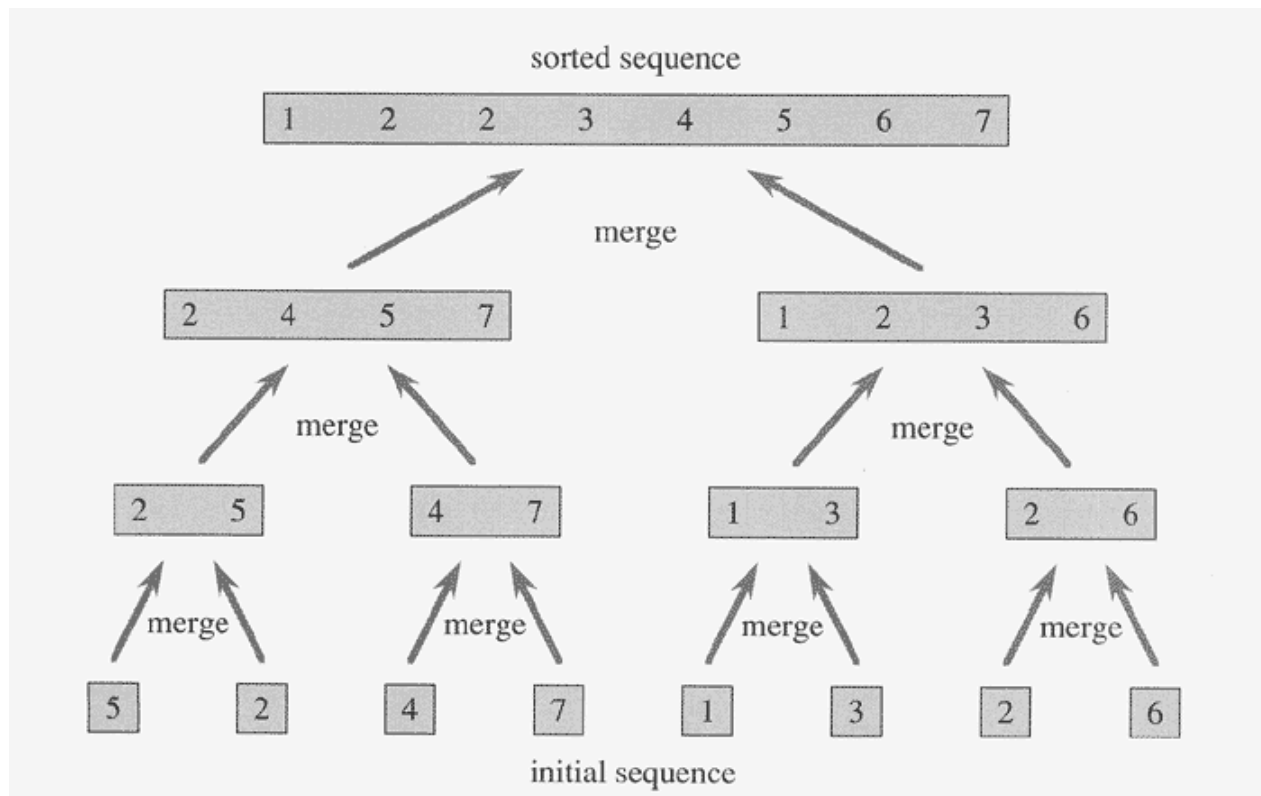 sorted sequence
1 2 2 3 4 5 6 7
merge
2 4 5 7 1 2 3 6
merge merge
2 5 4 7 1 3 2 6
merge merge merge merge
5 2 4 7 1 3 2 6
initial sequence